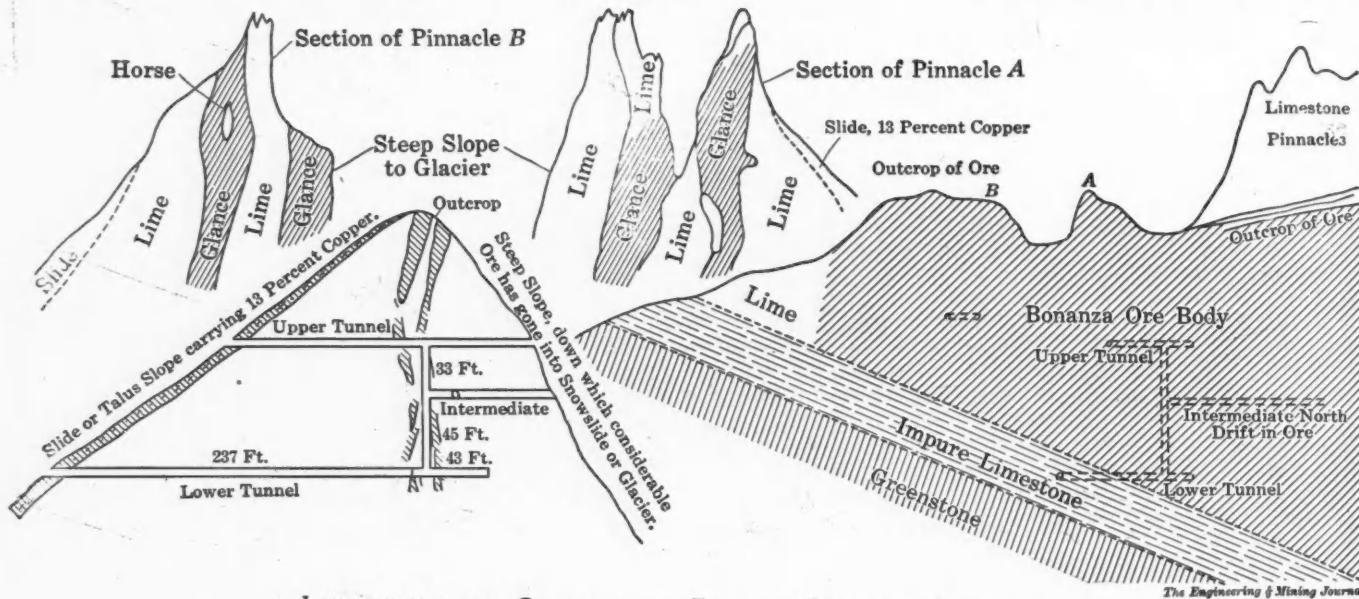 Section of Pinnacle B
Horse
Steep Slope
to Glacier
Slide
Lime
Glance
Lime
Glance
Lime
Glance
Lime
Lime
Glance
Lime
Section of Pinnacle A
Slide, 13 Percent Copper
Outcrop of Ore
B
A
Limestone
Pinnacles
Outcrop of Ore
Outcrop
Slide or Talus Slope carrying 13 Percent Copper.
Steep Slope, down which considerable
Ore has gone into Snowslide or Glacier.
Upper Tunnel
33 Ft.
Intermediate
45 Ft.
237 Ft.
43 Ft.
Lower Tunnel
Lime
Bonanza Ore Body
Upper Tunnel
Intermediate North
Drift in Ore
Lower Tunnel
Impure Limestone
Greenstone
The Engineering & Mining Journal